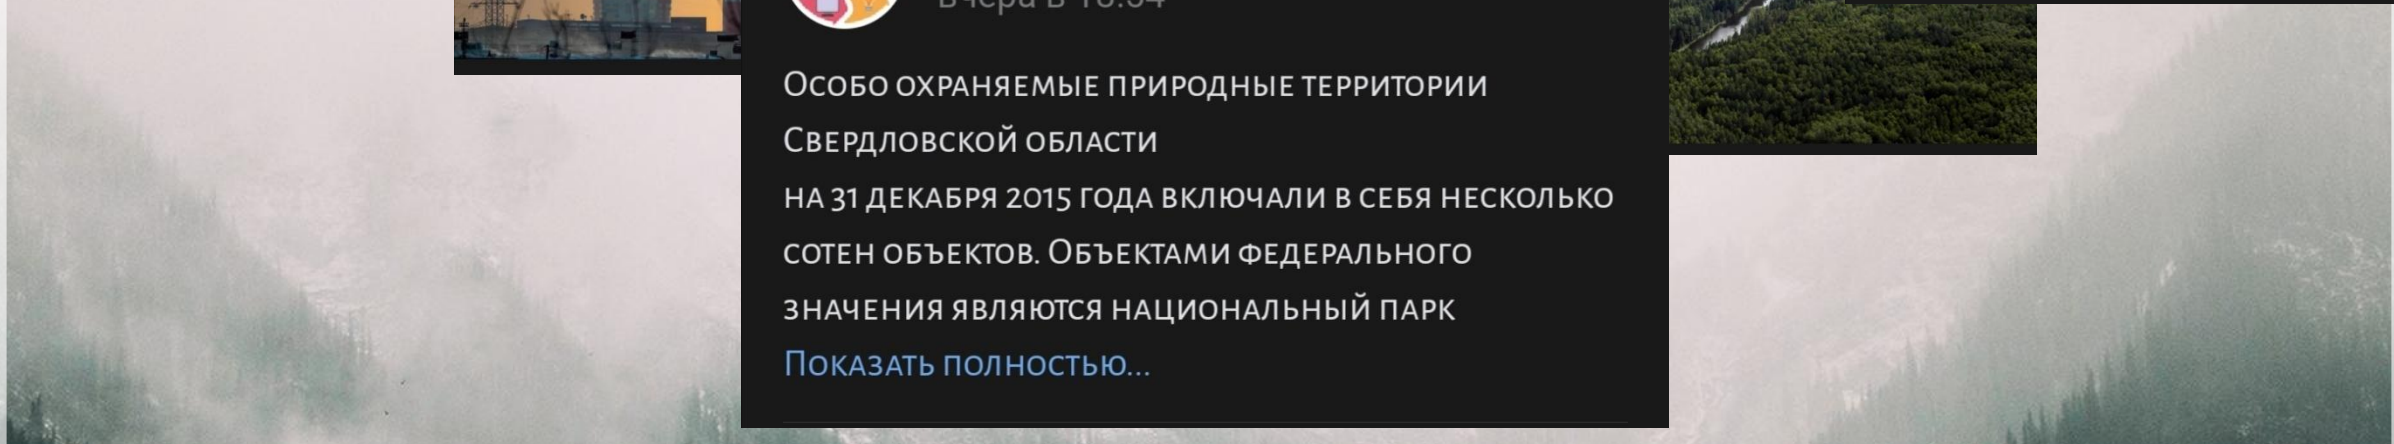 Особо охраняемые природные территории
Свердловской области
на 31 декабря 2015 года включали в себя несколько
сотен объектов. Объектами федерального
значения являются национальный парк
Показать полностью...